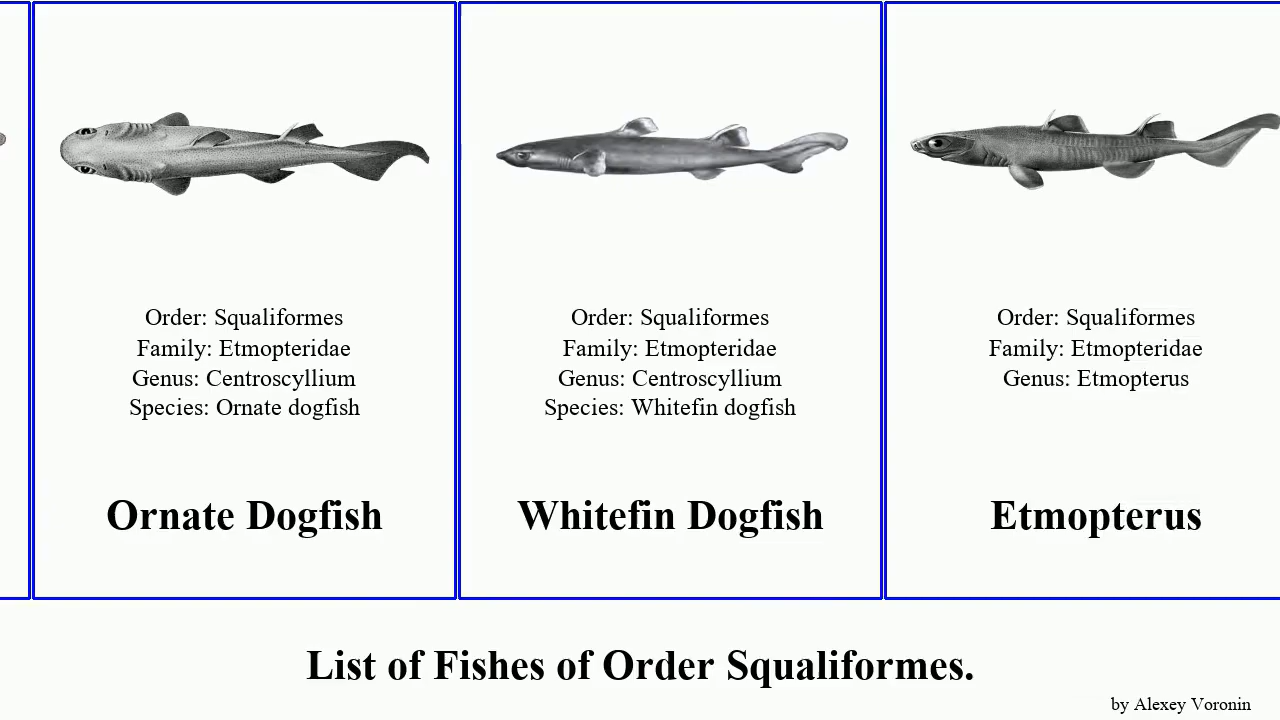 Order: Squaliformes
Family: Etmopteridae
Genus: Centroscyllium
Species: Ornate dogfish
Ornate Dogfish
Order: Squaliformes
Family: Etmopteridae
Genus: Centroscyllium
Species: Whitefin dogfish
Whitefin Dogfish
Order: Squaliformes
Family: Etmopteridae
Genus: Etmopterus
Etmopterus
List of Fishes of Order Squaliformes.
by Alexey Voronin